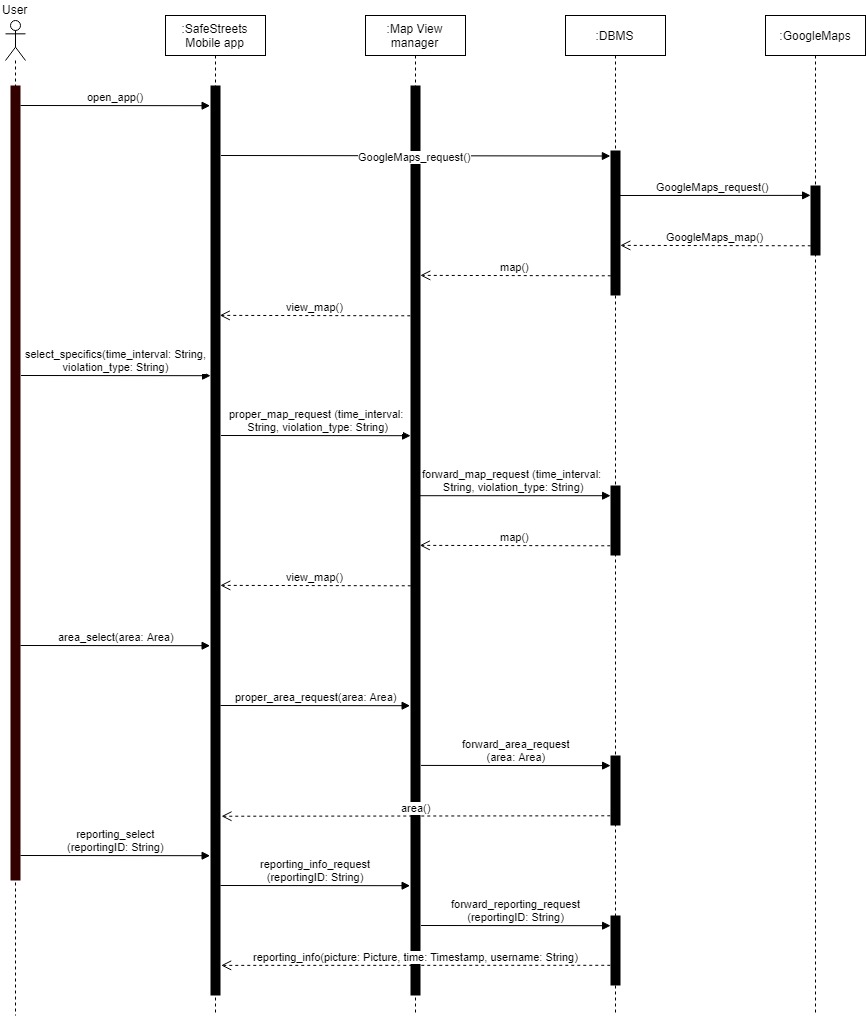 User
:SafeStreets
Mobile app
:Map View
manager
:DBMS
:GoogleMaps
open_app()
GoogleMaps_request()
GoogleMaps_request()
GoogleMaps_map()
map()
view_map()
select_specifics(time_interval: String,
violation_type: String)
proper_map_request (time_interval:
String, violation_type: String)
forward_map_request (time_interval:
String, violation_type: String)
map()
view_map()
area_select(area: Area)
proper_area_request(area: Area)
forward_area_request
(area: Area)
area()
reporting_select
(reportingID: String)
reporting_info_request
(reportingID: String)
forward_reporting_request
(reportingID: String)
reporting_info(picture: Picture, time: Timestamp, username: String)